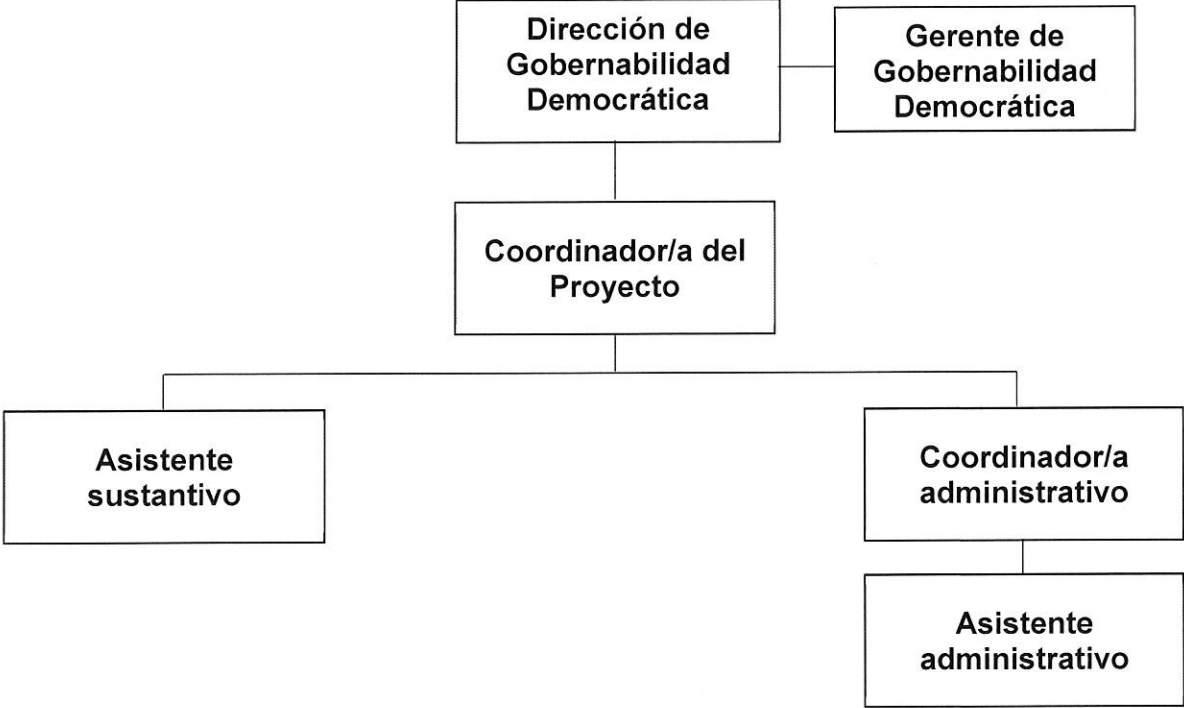 Dirección de
Gobernabilidad
Democrática
Gerente de
Gobernabilidad
Democrática
Coordinador/a del
Proyecto
Asistente
sustantivo
Coordinador/a
administrativo
Asistente
administrativo